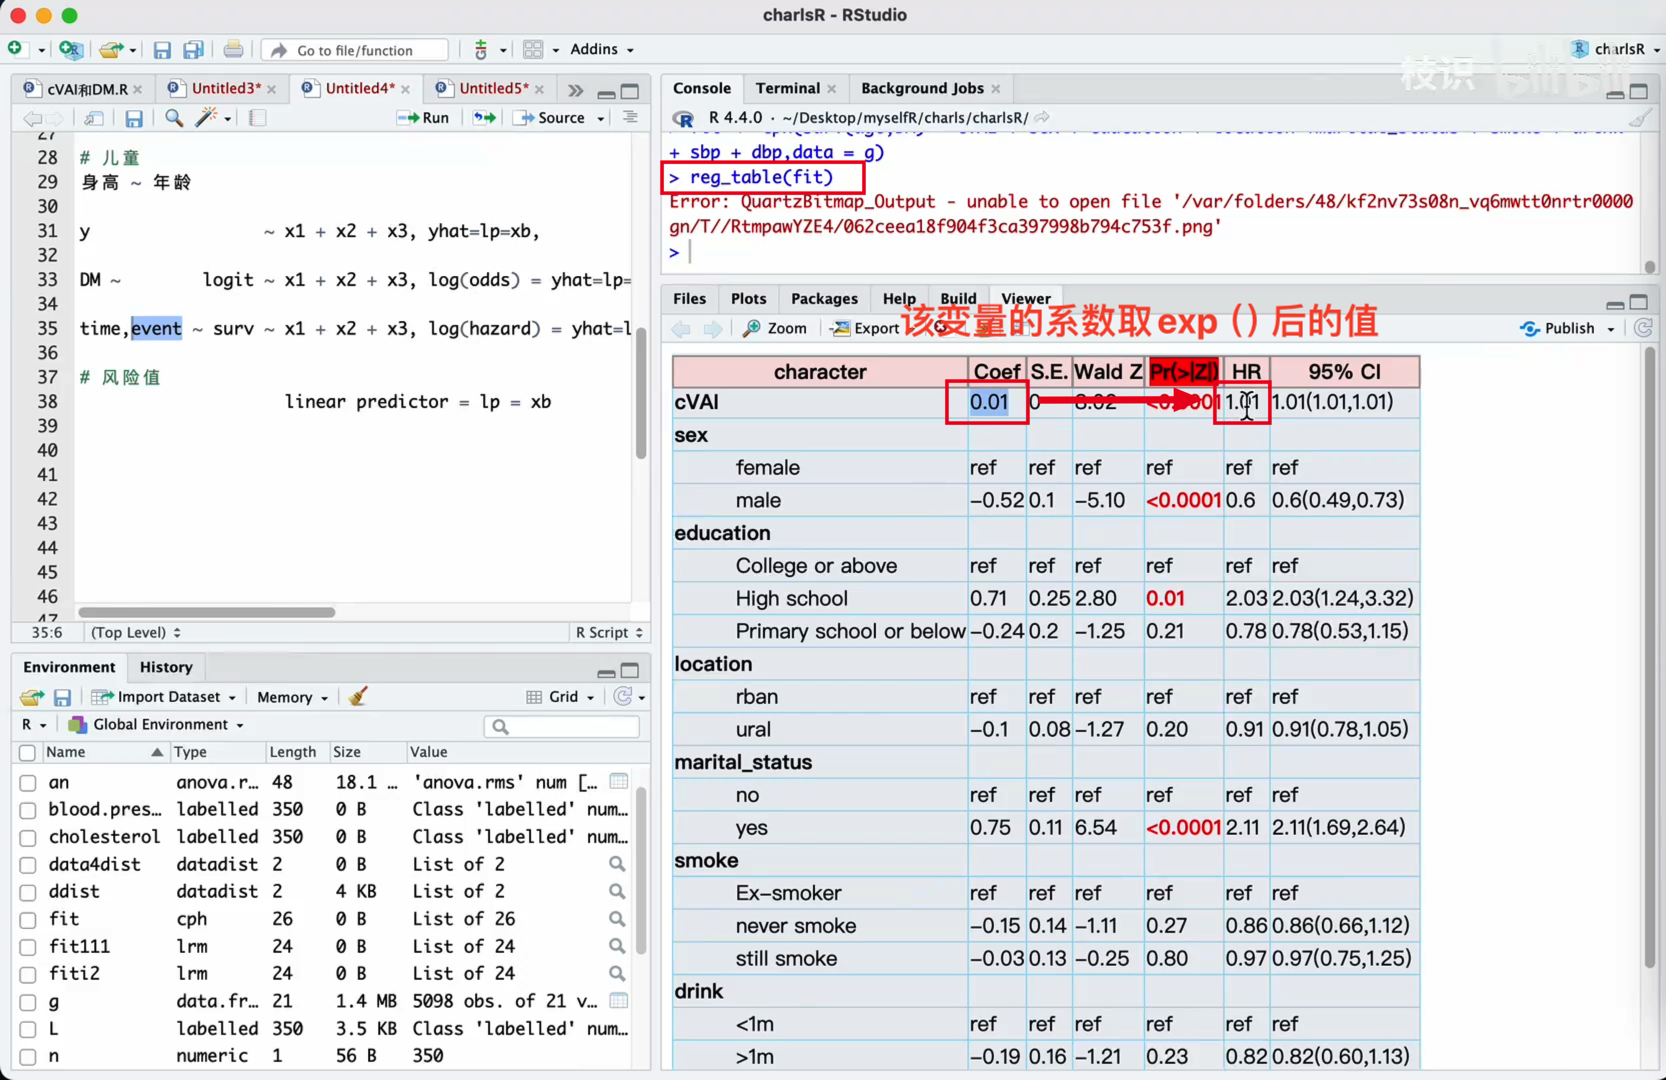 charlsR - RStudio
Go to file/function
Addins
charlsR
枝识 bilibili
cVAI和DM.R
Untitled3*
Untitled4*
Untitled5*
Run
Source
28 # 儿童
29 身高 ~ 年龄
30
31 y ~ x1 + x2 + x3, yhat=lp=xb,
32
33 DM ~ logit ~ x1 + x2 + x3, log(odds) = yhat=lp=
34
35 time,event ~ surv ~ x1 + x2 + x3, log(hazard) = yhat=l
36
37 # 风险值
38 linear predictor = lp = xb
39
40
41
42
43
44
45
46
47
35:6 (Top Level) R Script
Console Terminal Background Jobs
R 4.4.0 · ~/Desktop/myselfR/charls/charlsR/
+ sbp + dbp,data = g)
> reg_table(fit)
Error: QuartzBitmap_Output - unable to open file '/var/folders/48/kf2nv73s08n_vq6mwtt0nrtr0000
gn/T//RtmpawYZE4/062ceea18f904f3ca397998b794c753f.png'
>
Files Plots Packages Help Build Viewer
该变量的系数取exp（）后的值
Zoom Export Publish
character Coef S.E. Wald Z Pr(>|Z|) HR 95% CI
cVAI 0.01 0 8.02 <0.0001 1.01 1.01(1.01,1.01)
sex
female ref ref ref ref ref ref
male −0.52 0.1 −5.10 <0.0001 0.6 0.6(0.49,0.73)
education
College or above ref ref ref ref ref ref
High school 0.71 0.25 2.80 0.01 2.03 2.03(1.24,3.32)
Primary school or below −0.24 0.2 −1.25 0.21 0.78 0.78(0.53,1.15)
location
rban ref ref ref ref ref ref
ural −0.1 0.08 −1.27 0.20 0.91 0.91(0.78,1.05)
marital_status
no ref ref ref ref ref ref
yes 0.75 0.11 6.54 <0.0001 2.11 2.11(1.69,2.64)
smoke
Ex−smoker ref ref ref ref ref ref
never smoke −0.15 0.14 −1.11 0.27 0.86 0.86(0.66,1.12)
still smoke −0.03 0.13 −0.25 0.80 0.97 0.97(0.75,1.25)
drink
<1m ref ref ref ref ref ref
>1m −0.19 0.16 −1.21 0.23 0.82 0.82(0.60,1.13)
Environment History
Import Dataset Memory Grid
R Global Environment
Name Type Length Size Value
an anova.r… 48 18.1 … 'anova.rms' num […
blood.pres… labelled 350 0 B Class 'labelled' num…
cholesterol labelled 350 0 B Class 'labelled' num…
data4dist datadist 2 0 B List of 2
ddist datadist 2 4 KB List of 2
fit cph 26 0 B List of 26
fit111 lrm 24 0 B List of 24
fiti2 lrm 24 0 B List of 24
g data.fr… 21 1.4 MB 5098 obs. of 21 v…
L labelled 350 3.5 KB Class 'labelled' num…
n numeric 1 56 B 350